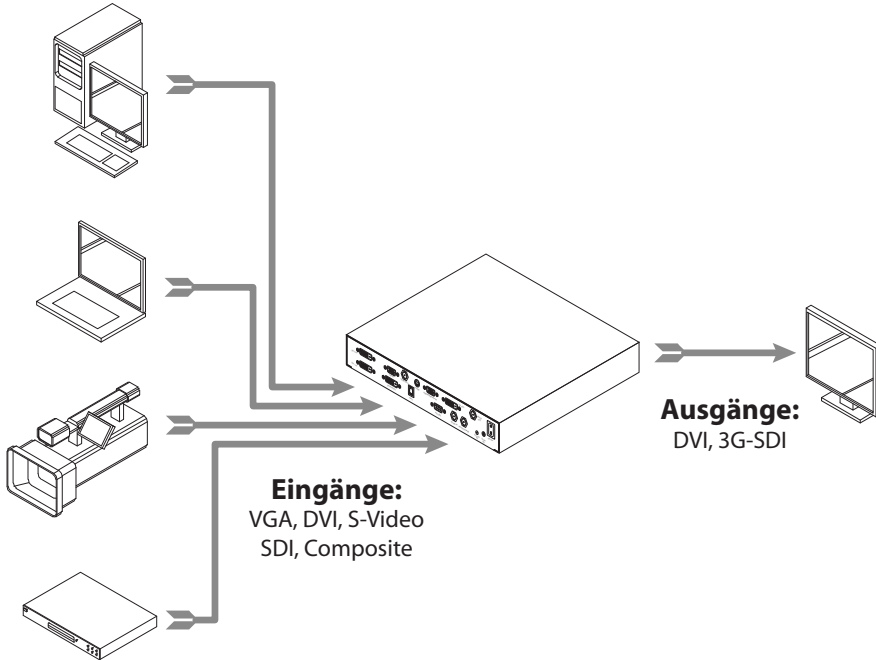 Eingänge:
VGA, DVI, S-Video
SDI, Composite
Ausgänge:
DVI, 3G-SDI